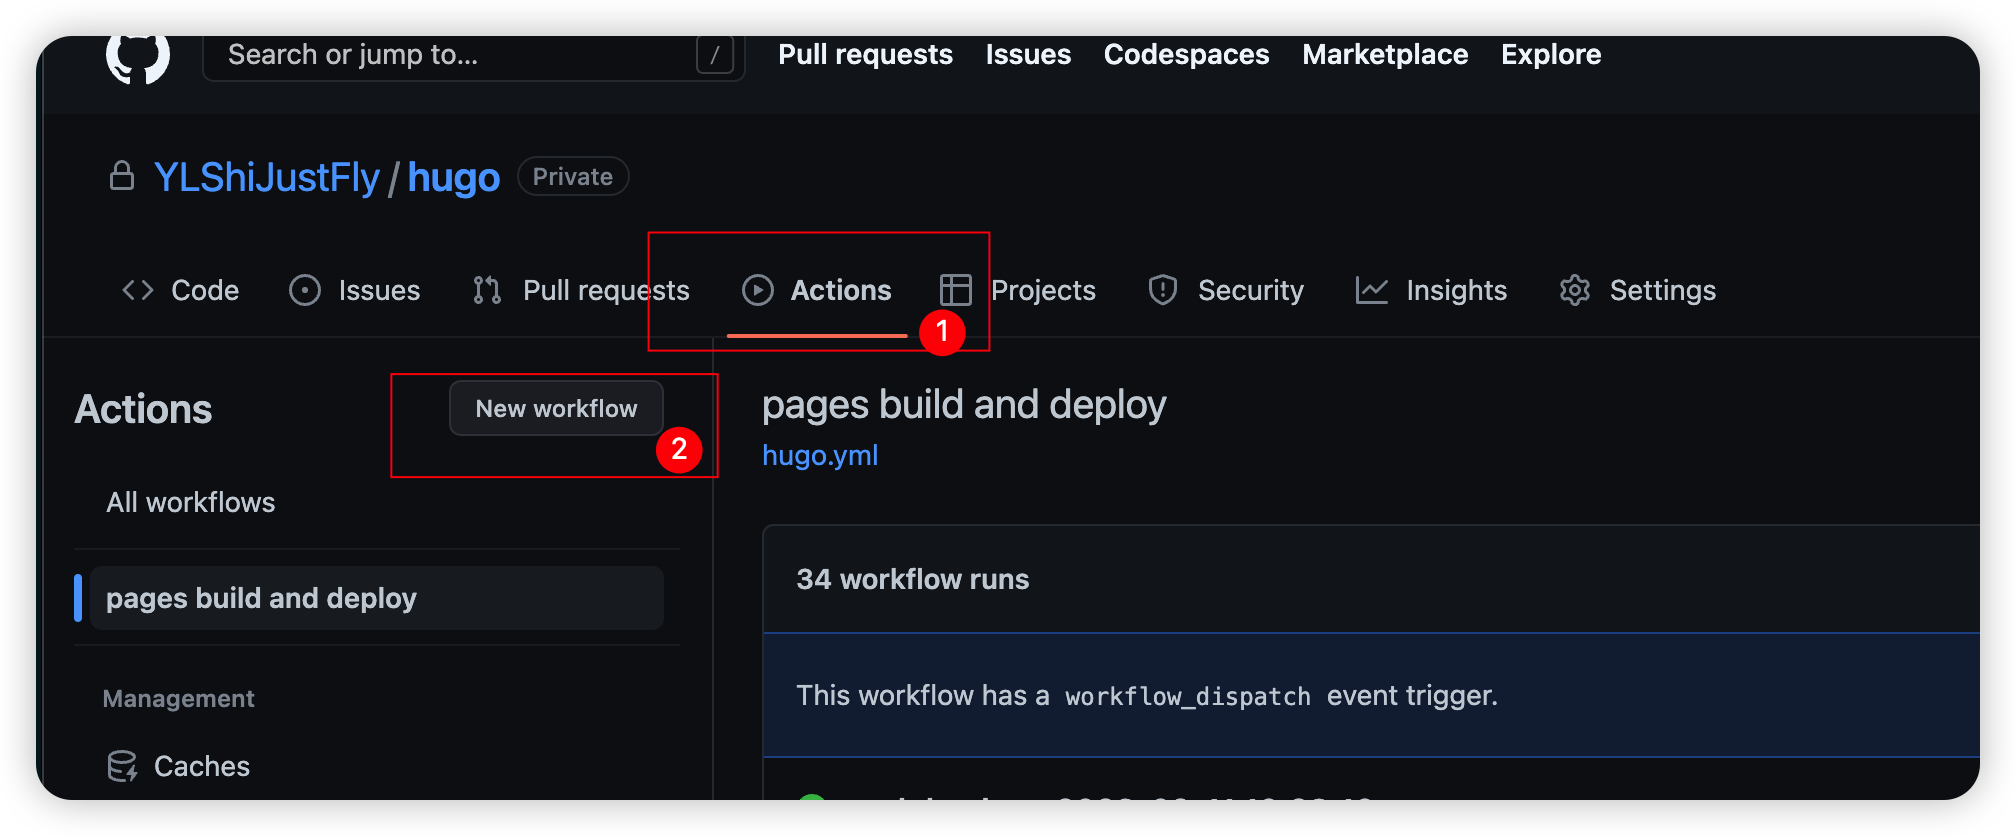 Search or jump to... /
Pull requests Issues Codespaces Marketplace Explore
YLShiJustFly / hugo Private
Code Issues Pull requests Actions Projects Security Insights Settings
1
Actions New workflow
2
All workflows
pages build and deploy
Management
Caches
pages build and deploy
hugo.yml
34 workflow runs
This workflow has a workflow_dispatch event trigger.